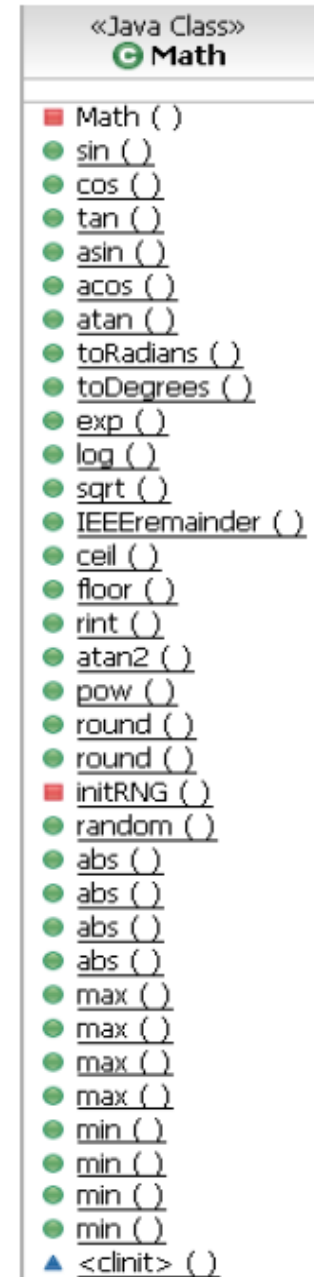 «Java Class»
C Math
Math ( )
sin ( )
cos ( )
tan ( )
asin ( )
acos ( )
atan ( )
toRadians ( )
toDegrees ( )
exp ( )
log ( )
sqrt ( )
IEEEremainder ( )
ceil ( )
floor ( )
rint ( )
atan2 ( )
pow ( )
round ( )
round ( )
initRNG ( )
random ( )
abs ( )
abs ( )
abs ( )
abs ( )
max ( )
max ( )
max ( )
max ( )
min ( )
min ( )
min ( )
min ( )
<clinit> ( )